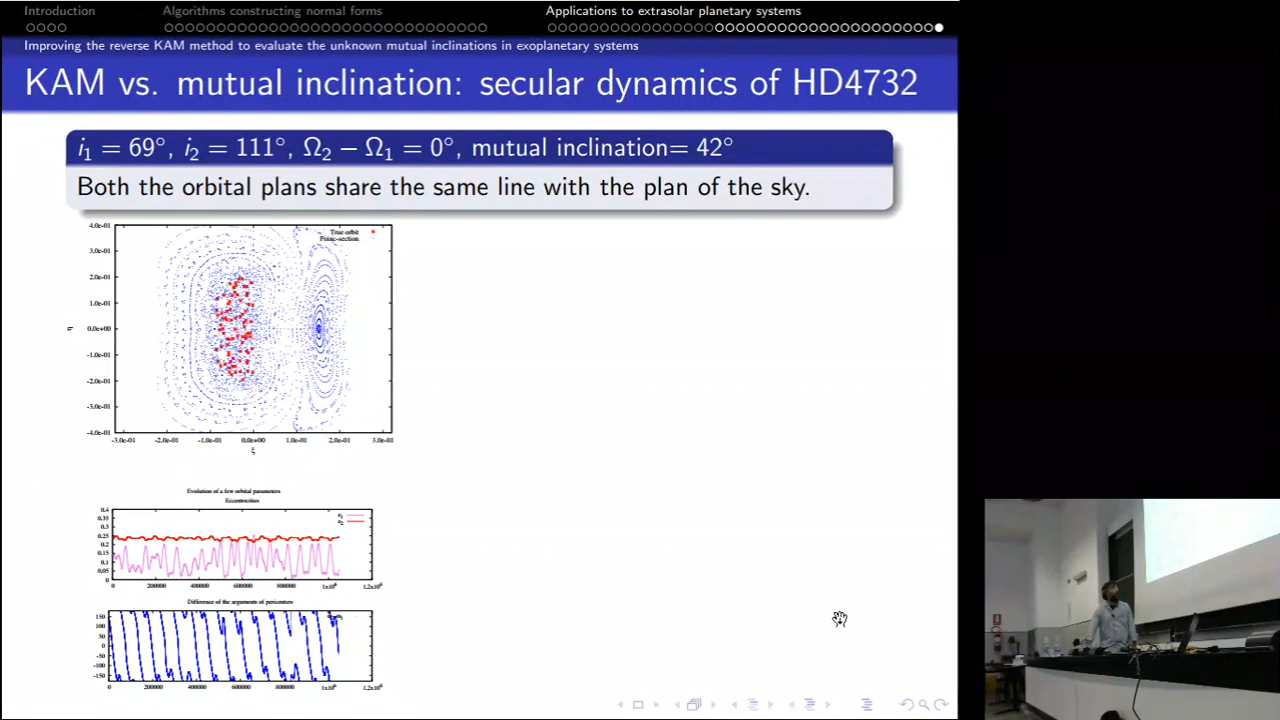 Introduction
Algorithms constructing normal forms
Applications to extrasolar planetary systems
Improving the reverse KAM method to evaluate the unknown mutual inclinations in exoplanetary systems
KAM vs. mutual inclination: secular dynamics of HD4732
i₁ = 69°, i₂ = 111°, Ω₂ − Ω₁ = 0°, mutual inclination= 42°
Both the orbital plans share the same line with the plan of the sky.
True orbit
Poinc-section
4.0e-01
3.0e-01
2.0e-01
1.0e-01
0.0e+00
-1.0e-01
-2.0e-01
-3.0e-01
-4.0e-01
η
-3.0e-01 -2.0e-01 -1.0e-01 0.0e+00 1.0e-01 2.0e-01 3.0e-01
ξ
Evolution of a few orbital parameters
Eccentricities
e₁
e₂
0.4
0.35
0.3
0.25
0.2
0.15
0.1
0.05
0
0 200000 400000 600000 800000 1x10⁶ 1.2x10⁶
Difference of the arguments of pericenters
150
100
50
0
-50
-100
-150
0 200000 400000 600000 800000 1x10⁶ 1.2x10⁶